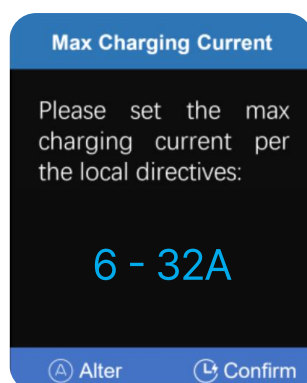 Max Charging Current
Please set the max
charging current per
the local directives:
6 - 32A
A Alter
Confirm